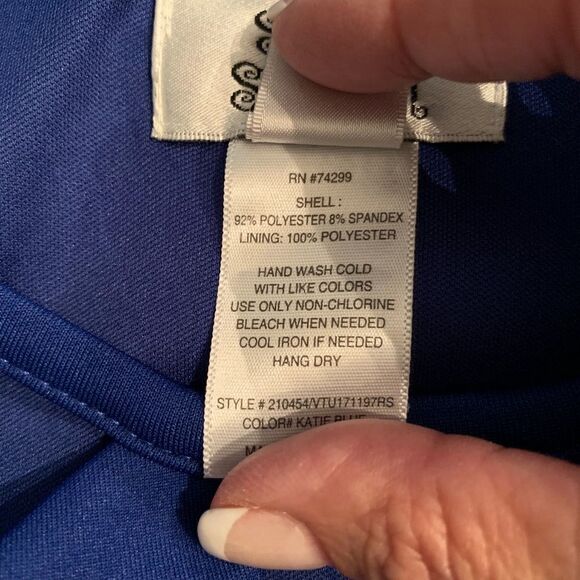 RN #74299
SHELL :
92% POLYESTER 8% SPANDEX
LINING: 100% POLYESTER
HAND WASH COLD
WITH LIKE COLORS
USE ONLY NON-CHLORINE
BLEACH WHEN NEEDED
COOL IRON IF NEEDED
HANG DRY
STYLE # 210454/VTU171197RS
COLOR# KATIE BLUE